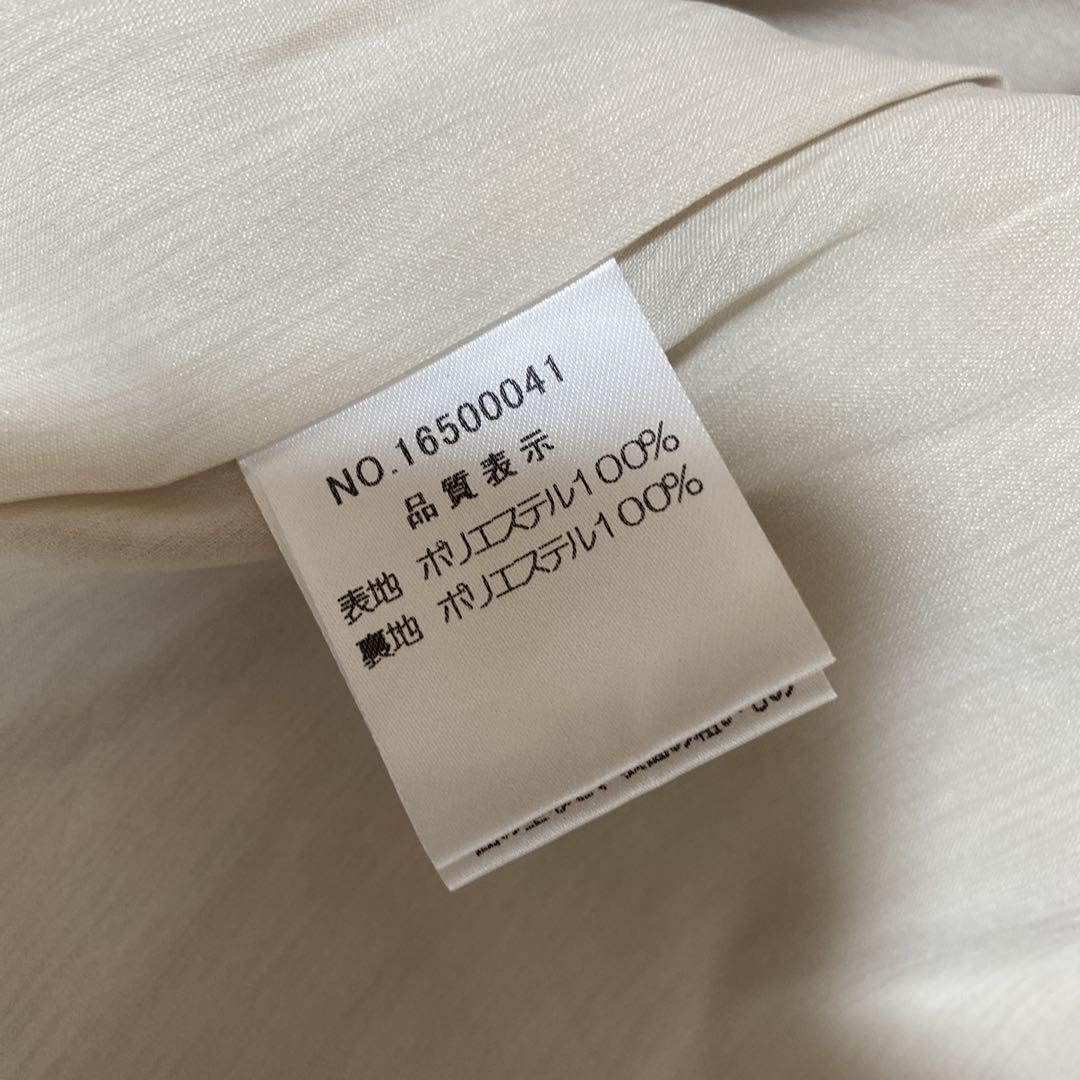 NO.16500041
品質表示
表地 ポリエステル100%
裏地 ポリエステル100%